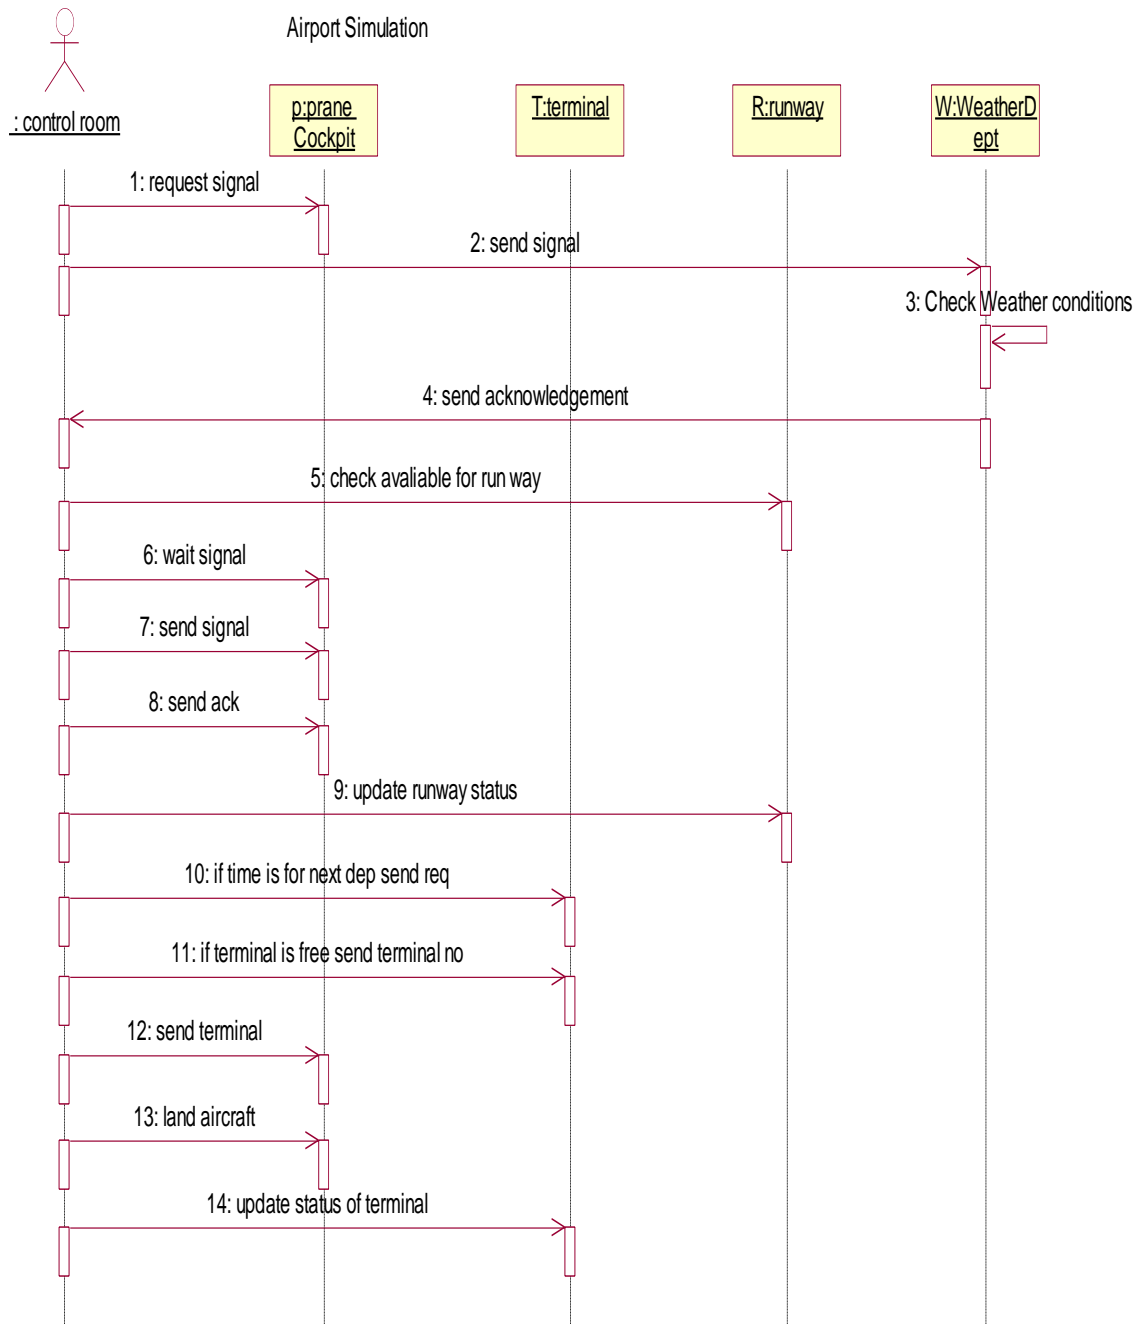 Airport Simulation
: control room
p:prane
Cockpit
T:terminal
R:runway
W:WeatherD
ept
1: request signal
2: send signal
3: Check Weather conditions
4: send acknowledgement
5: check avaliable for run way
6: wait signal
7: send signal
8: send ack
9: update runway status
10: if time is for next dep send req
11: if terminal is free send terminal no
12: send terminal
13: land aircraft
14: update status of terminal